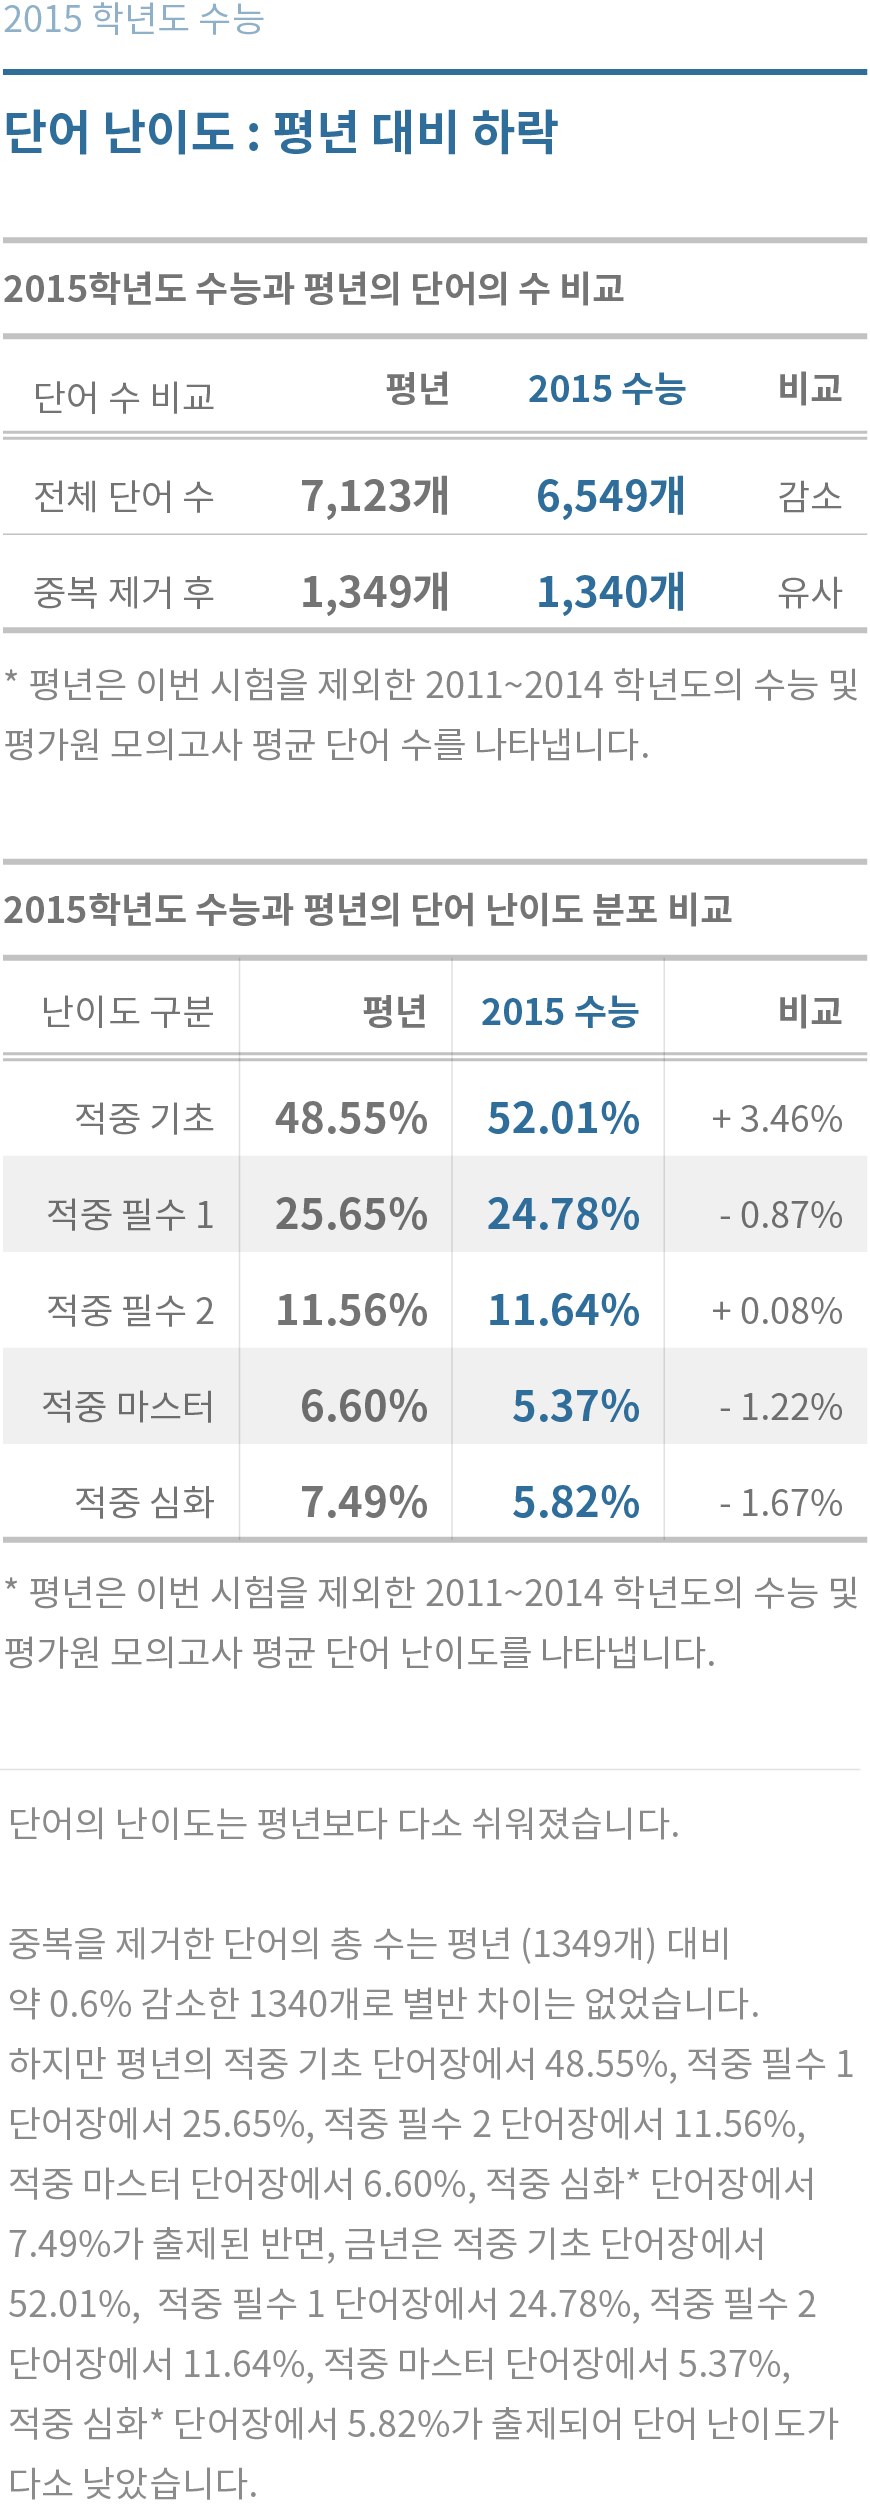 2015 학년도 수능
단어 난이도 : 평년 대비 하락
2015학년도 수능과 평년의 단어의 수 비교
단어 수 비교 평년 2015 수능 비교
전체 단어 수 7,123개 6,549개 감소
중복 제거 후 1,349개 1,340개 유사
* 평년은 이번 시험을 제외한 2011~2014 학년도의 수능 및
평가원 모의고사 평균 단어 수를 나타냅니다.
2015학년도 수능과 평년의 단어 난이도 분포 비교
난이도 구분 평년 2015 수능 비교
적중 기초 48.55% 52.01% + 3.46%
적중 필수 1 25.65% 24.78% - 0.87%
적중 필수 2 11.56% 11.64% + 0.08%
적중 마스터 6.60% 5.37% - 1.22%
적중 심화 7.49% 5.82% - 1.67%
* 평년은 이번 시험을 제외한 2011~2014 학년도의 수능 및
평가원 모의고사 평균 단어 난이도를 나타냅니다.
단어의 난이도는 평년보다 다소 쉬워졌습니다.
중복을 제거한 단어의 총 수는 평년 (1349개) 대비
약 0.6% 감소한 1340개로 별반 차이는 없었습니다.
하지만 평년의 적중 기초 단어장에서 48.55%, 적중 필수 1
단어장에서 25.65%, 적중 필수 2 단어장에서 11.56%,
적중 마스터 단어장에서 6.60%, 적중 심화* 단어장에서
7.49%가 출제된 반면, 금년은 적중 기초 단어장에서
52.01%, 적중 필수 1 단어장에서 24.78%, 적중 필수 2
단어장에서 11.64%, 적중 마스터 단어장에서 5.37%,
적중 심화* 단어장에서 5.82%가 출제되어 단어 난이도가
다소 낮았습니다.